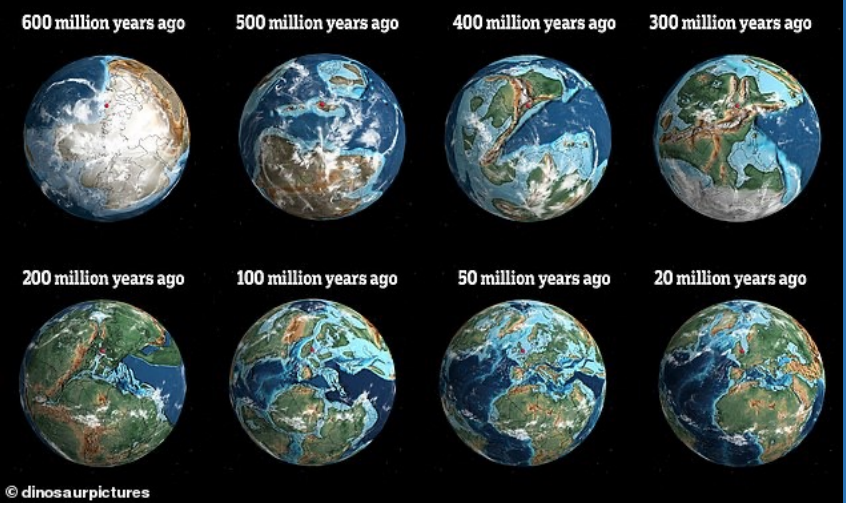 600 million years ago
500 million years ago
400 million years ago
300 million years ago
200 million years ago
100 million years ago
50 million years ago
20 million years ago
© dinosaurpictures